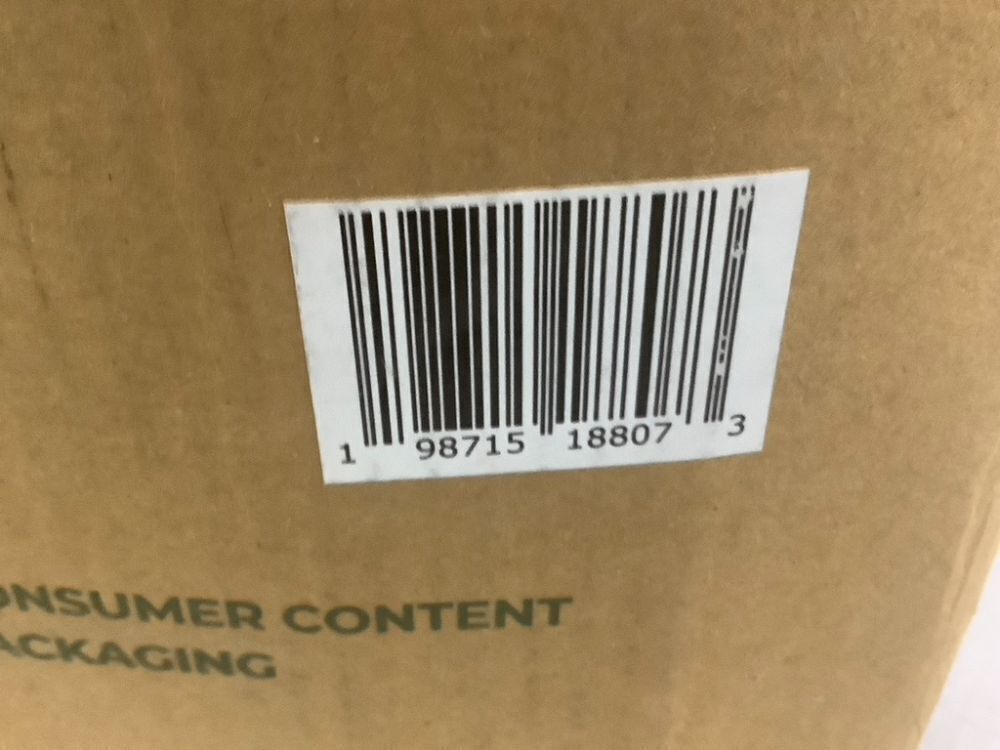 1 98715 18807 3
ONSUMER CONTENT
ACKAGING